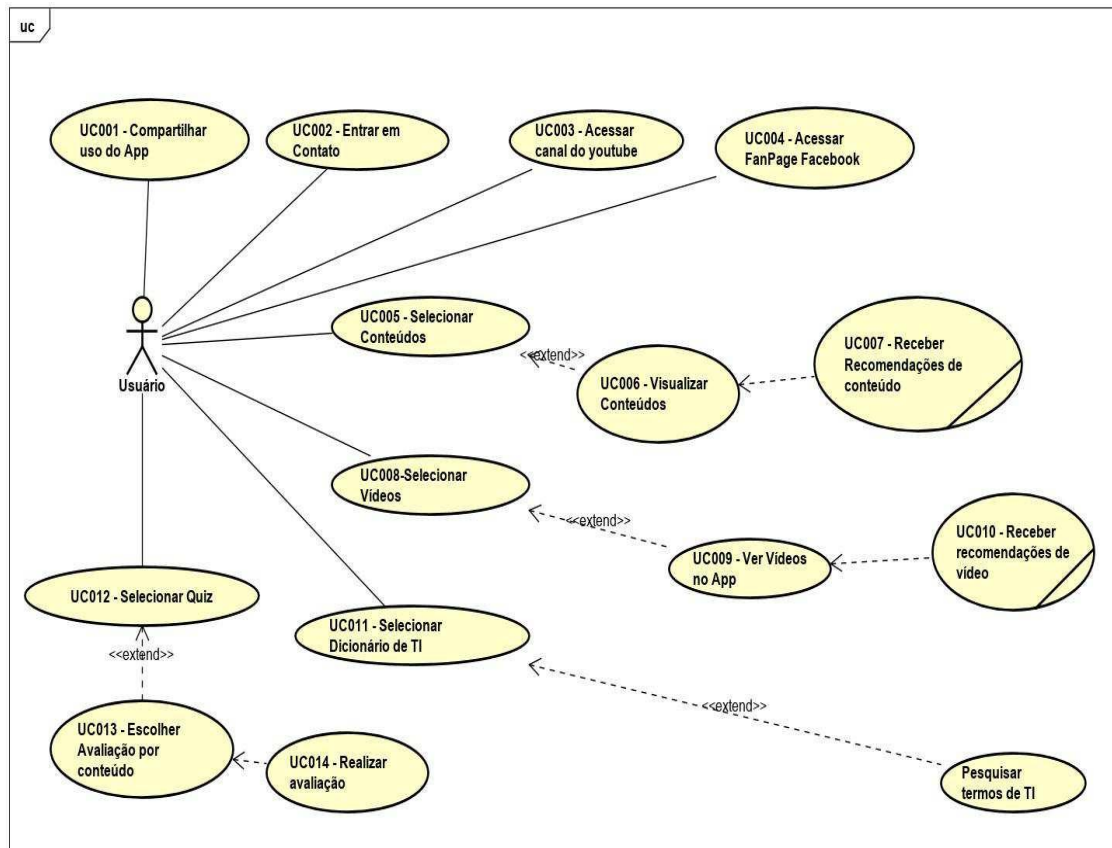 uc
UC001 - Compartilhar
uso do App
UC002 - Entrar em
Contato
UC003 - Acessar
canal do youtube
UC004 - Acessar
FanPage Facebook
Usuário
UC005 - Selecionar
Conteúdos
<<extend>>
UC006 - Visualizar
Conteúdos
UC007 - Receber
Recomendações de
conteúdo
UC008-Selecionar
Vídeos
<<extend>>
UC009 - Ver Vídeos
no App
UC010 - Receber
recomendações de
vídeo
UC012 - Selecionar Quiz
UC011 - Selecionar
Dicionário de TI
<<extend>>
<<extend>>
UC013 - Escolher
Avaliação por
conteúdo
UC014 - Realizar
avaliação
Pesquisar
termos de TI